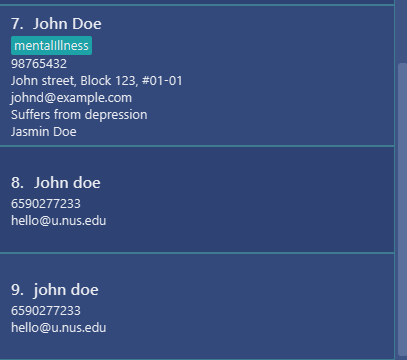 7. John Doe
mentalIllness
98765432
John street, Block 123, #01-01
johnd@example.com
Suffers from depression
Jasmin Doe
8. John doe
6590277233
hello@u.nus.edu
9. john doe
6590277233
hello@u.nus.edu